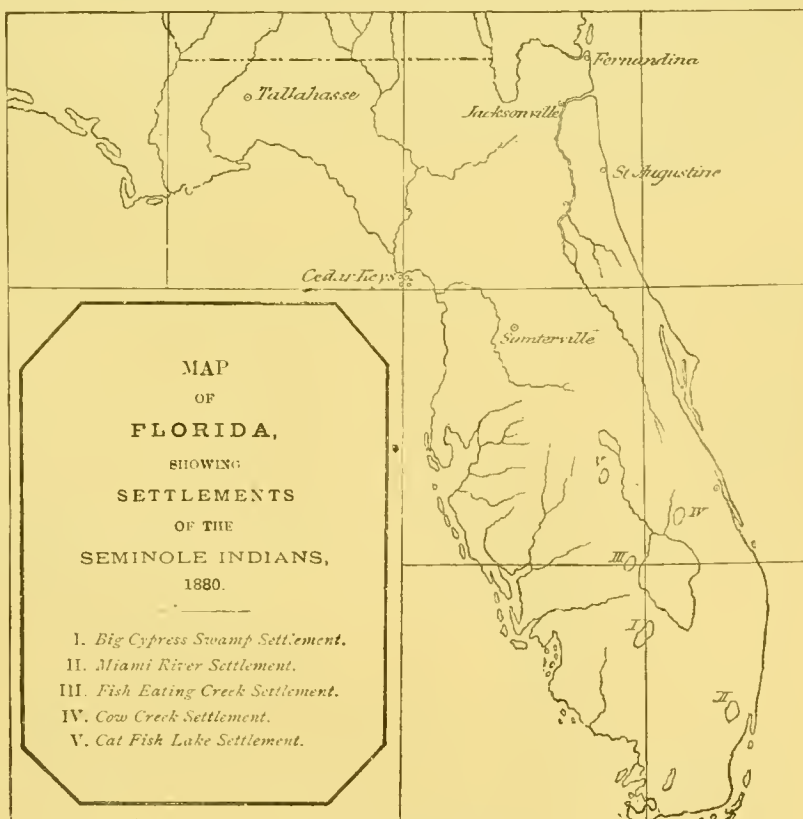 Fernandina
Tallahasse
Jacksonville
St Augustine
Cedar Keys
Sumterville
MAP
OF
FLORIDA,
SHOWING
SETTLEMENTS
OF THE
SEMINOLE INDIANS,
1880.
I. Big Cypress Swamp Settlement.
II. Miami River Settlement.
III. Fish Eating Creek Settlement.
IV. Cow Creek Settlement.
V. Cat Fish Lake Settlement.
V
IV
III
I
II